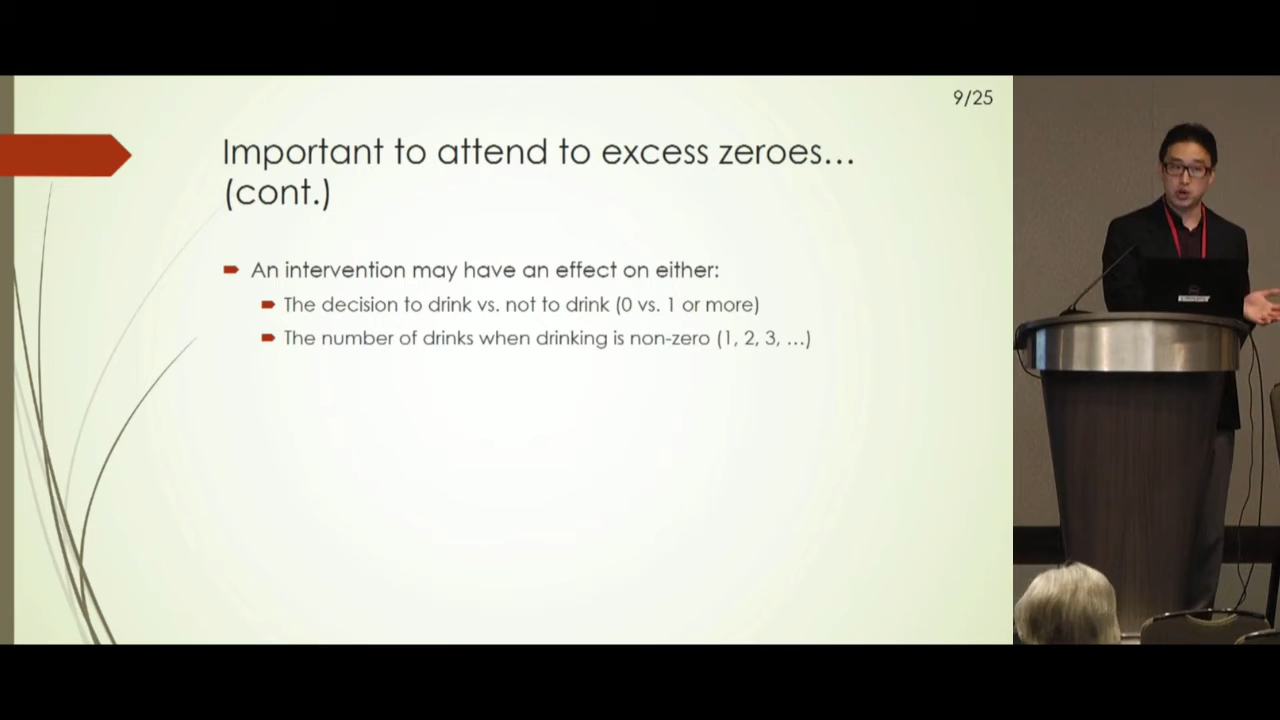 9/25
Important to attend to excess zeroes…
(cont.)
An intervention may have an effect on either:
The decision to drink vs. not to drink (0 vs. 1 or more)
The number of drinks when drinking is non-zero (1, 2, 3, …)